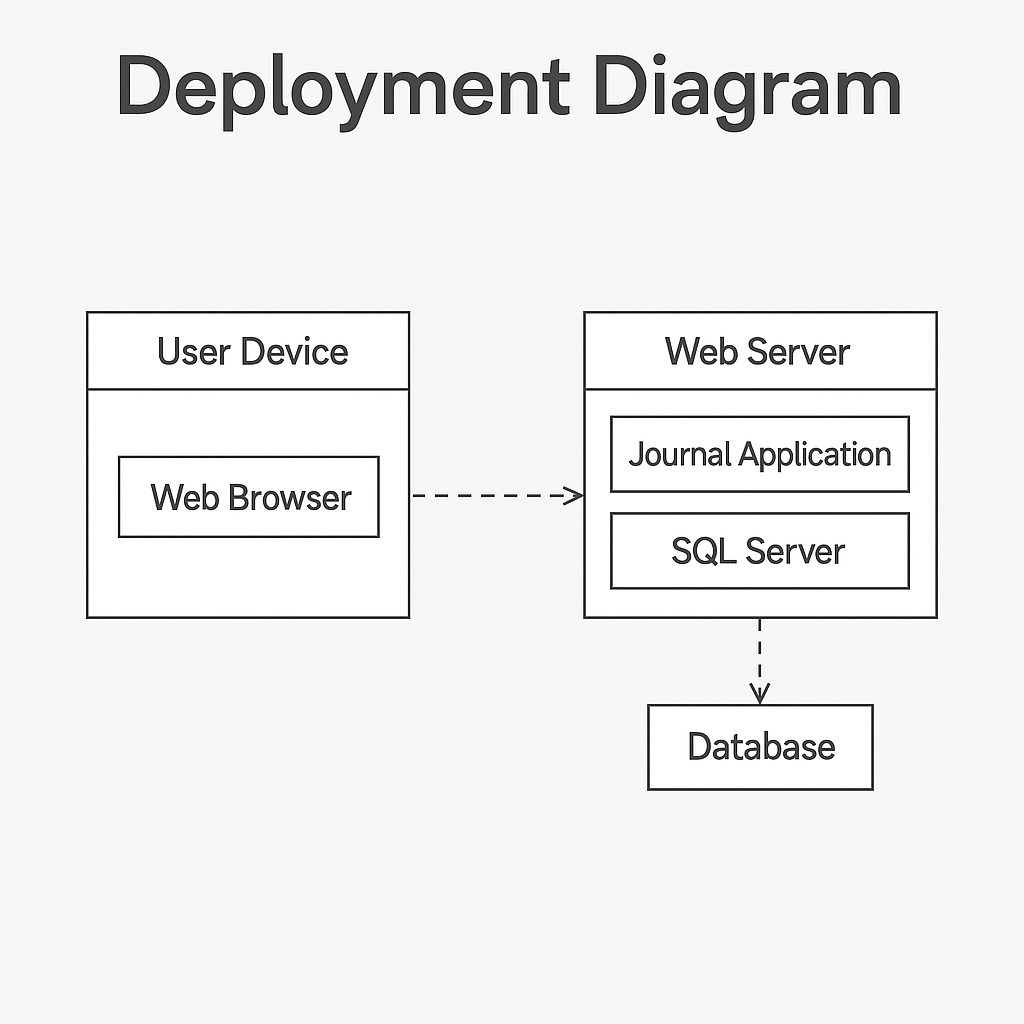 Deployment Diagram
User Device
Web Browser
Web Server
Journal Application
SQL Server
Database